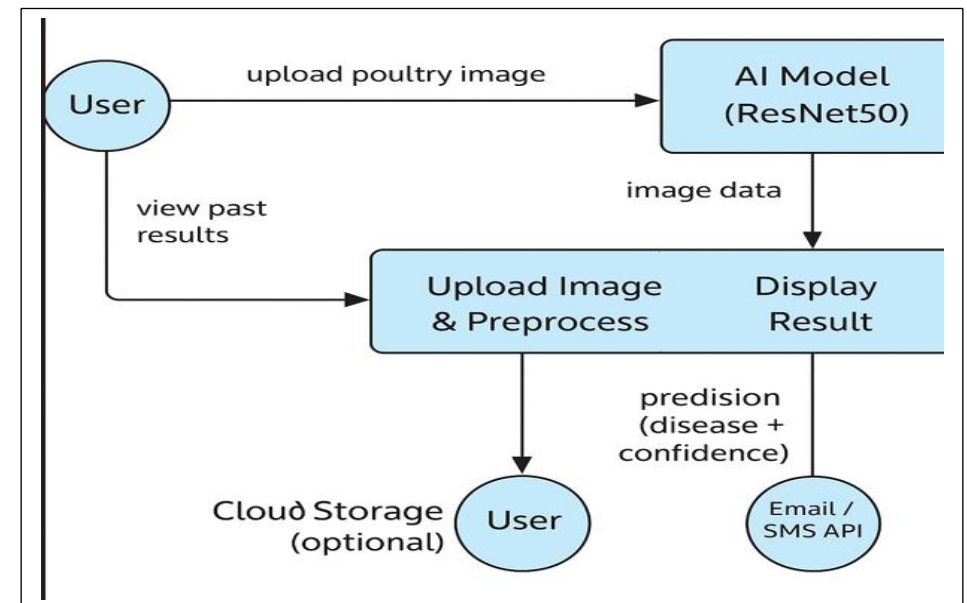 User
upload poultry image
AI Model
(ResNet50)
view past
results
image data
Upload Image
& Preprocess
Display
Result
predision
(disease +
confidence)
Cloud Storage
(optional)
User
Email /
SMS API